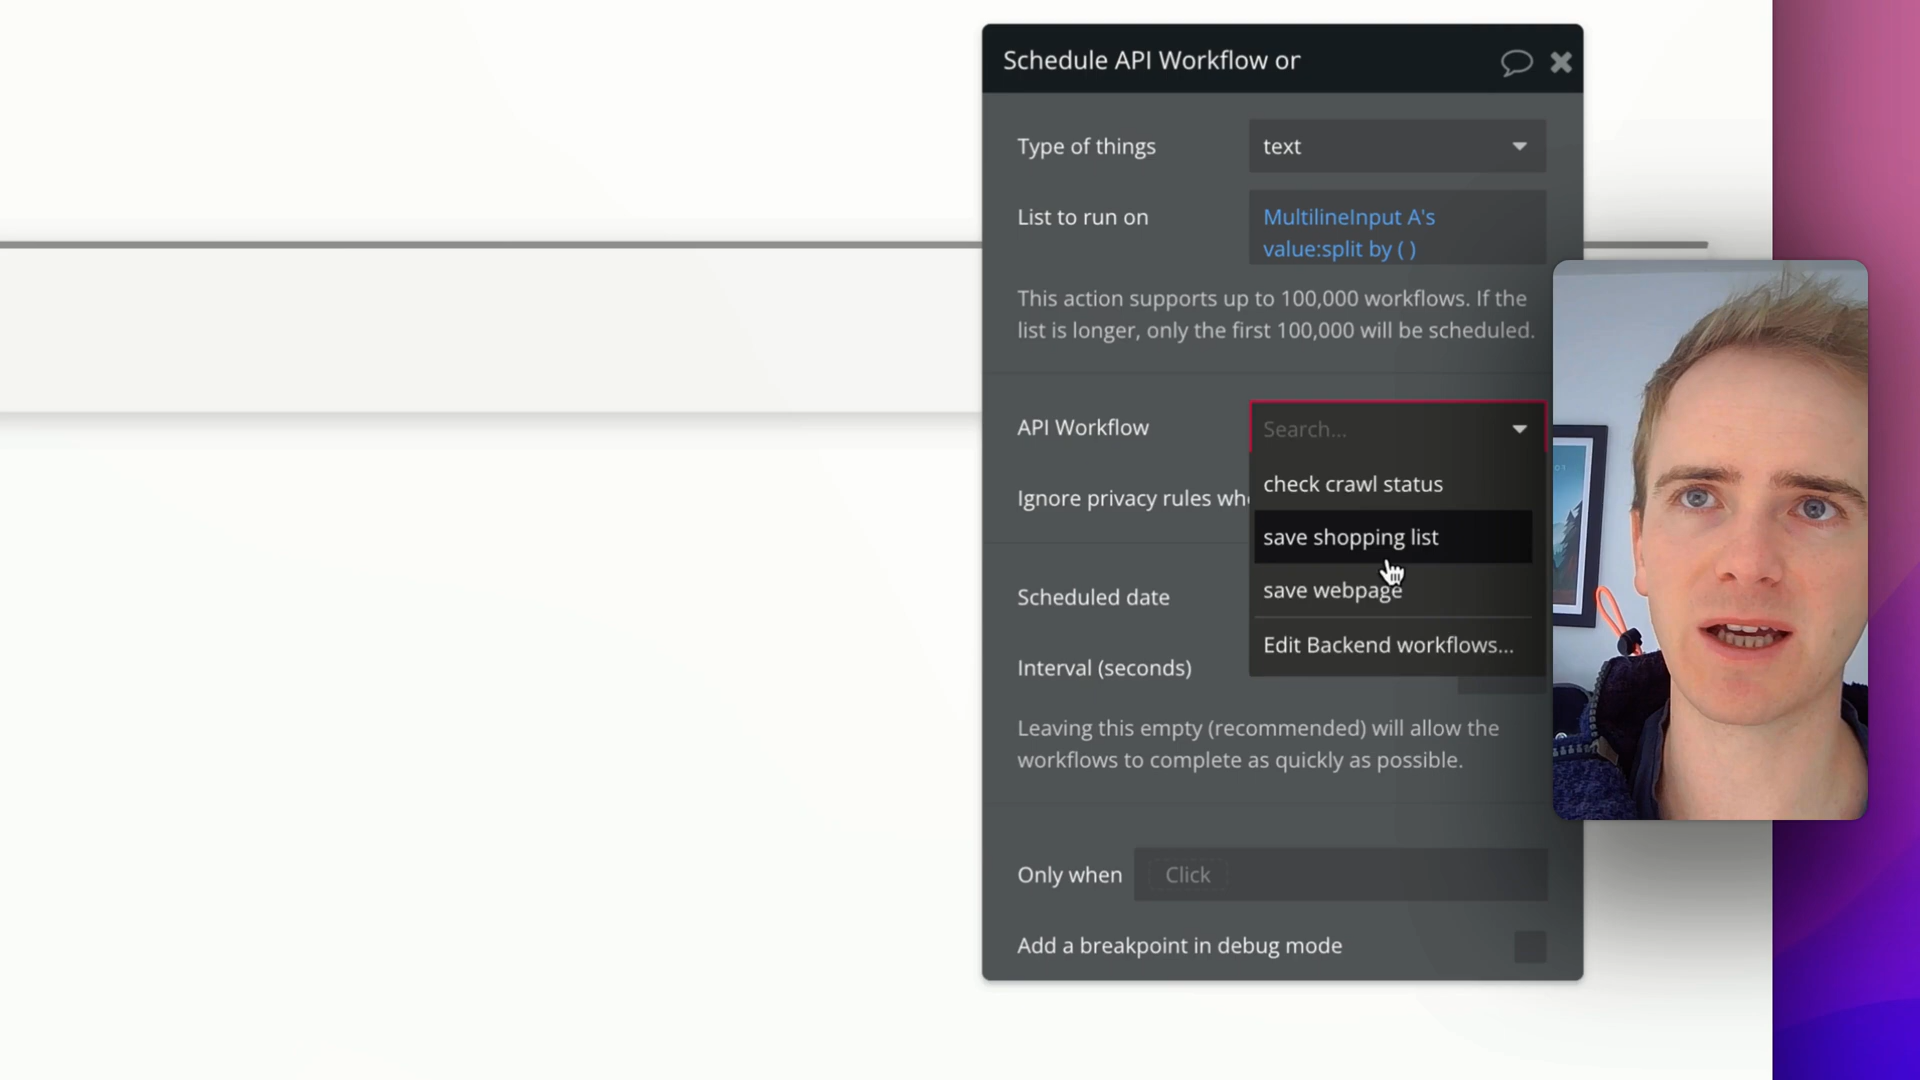 Schedule API Workflow or
Type of things
text
List to run on
MultilineInput A's
value:split by ( )
This action supports up to 100,000 workflows. If the
list is longer, only the first 100,000 will be scheduled.
API Workflow
Search...
check crawl status
Ignore privacy rules whe
save shopping list
save webpage
Scheduled date
Edit Backend workflows...
Interval (seconds)
Leaving this empty (recommended) will allow the
workflows to complete as quickly as possible.
Only when
Click
Add a breakpoint in debug mode